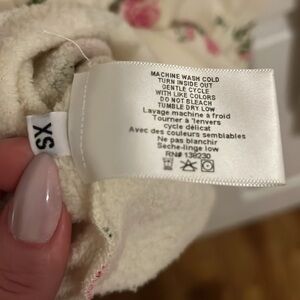 XS
MACHINE WASH COLD
TURN INSIDE OUT
GENTLE CYCLE
WITH LIKE COLORS
DO NOT BLEACH
TUMBLE DRY LOW
Lavage machine a froid
Tourner à l'envers
cycle délicat
Avec des couleurs semblables
Ne pas blanchir
Seche-linge low
RN# 138230